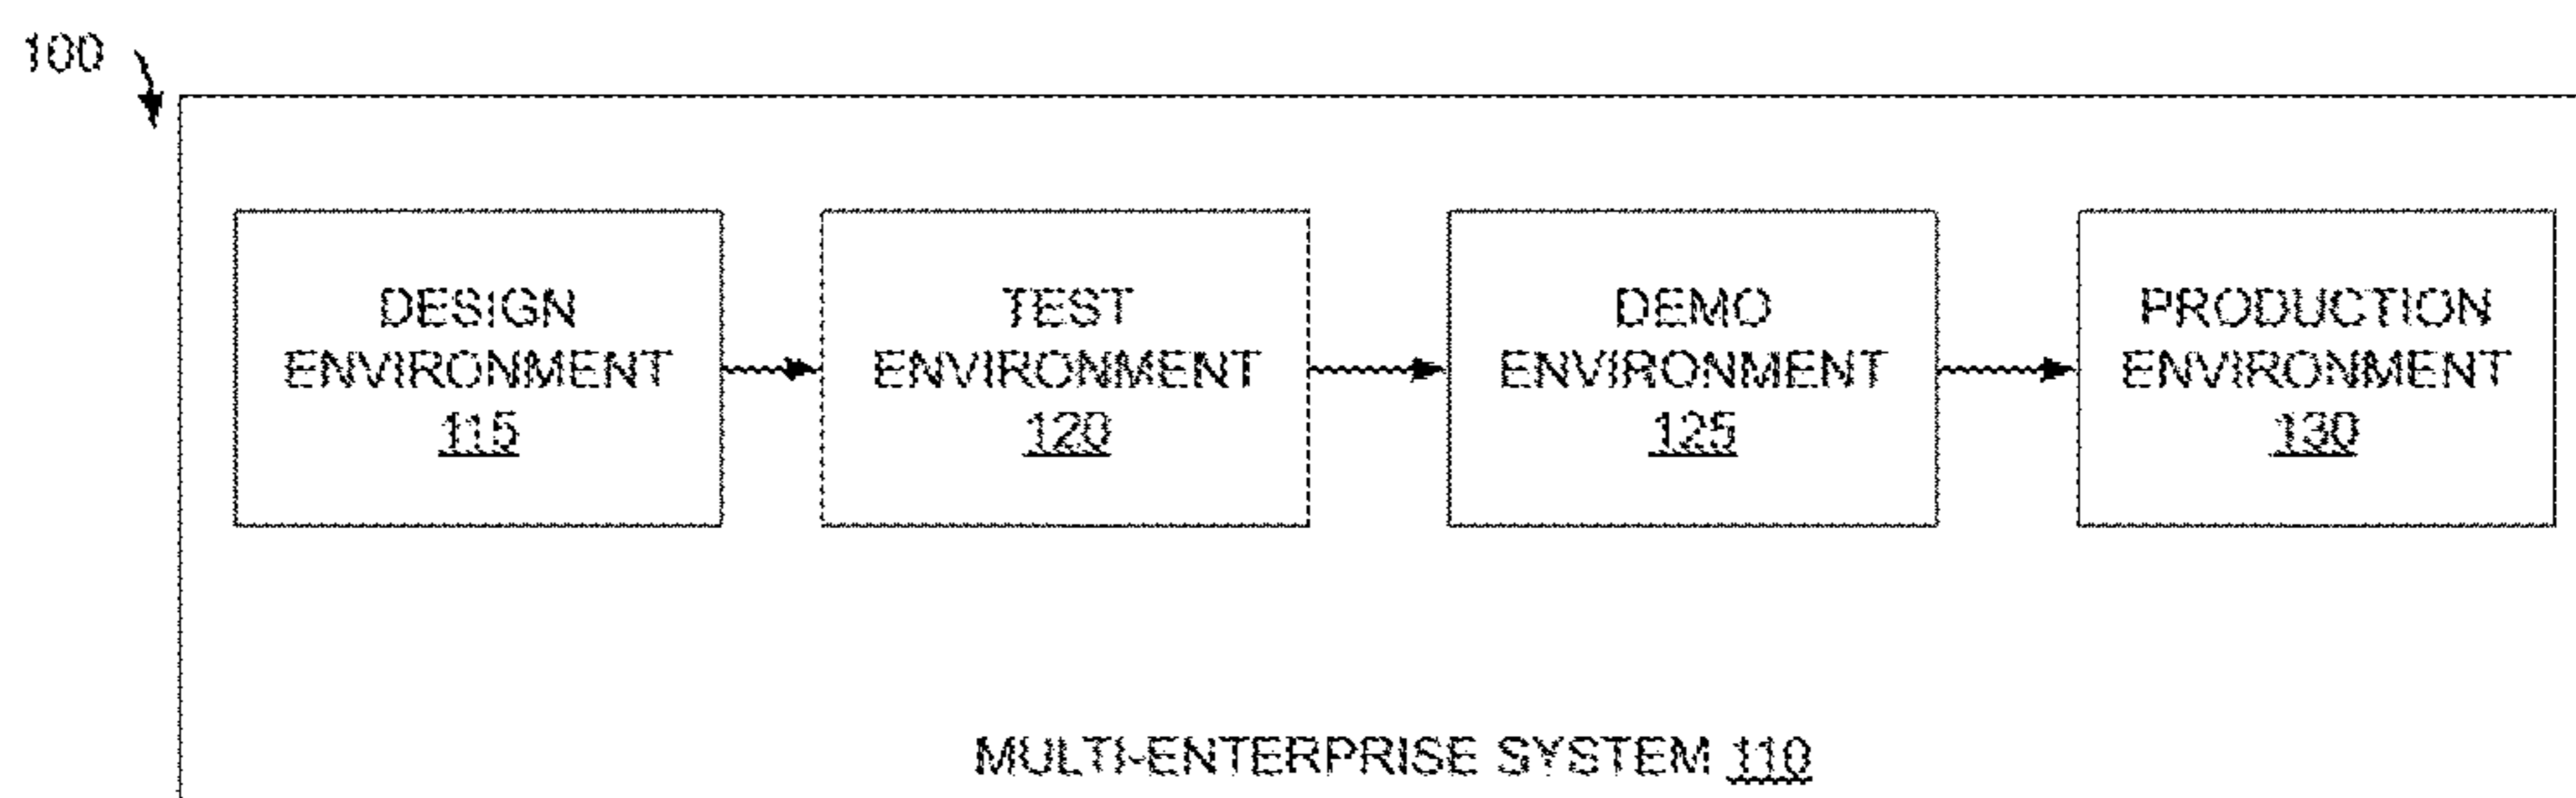 100
DESIGN
ENVIRONMENT
115
TEST
ENVIRONMENT
120
DEMO
ENVIRONMENT
125
PRODUCTION
ENVIRONMENT
130
MULTI-ENTERPRISE SYSTEM 110